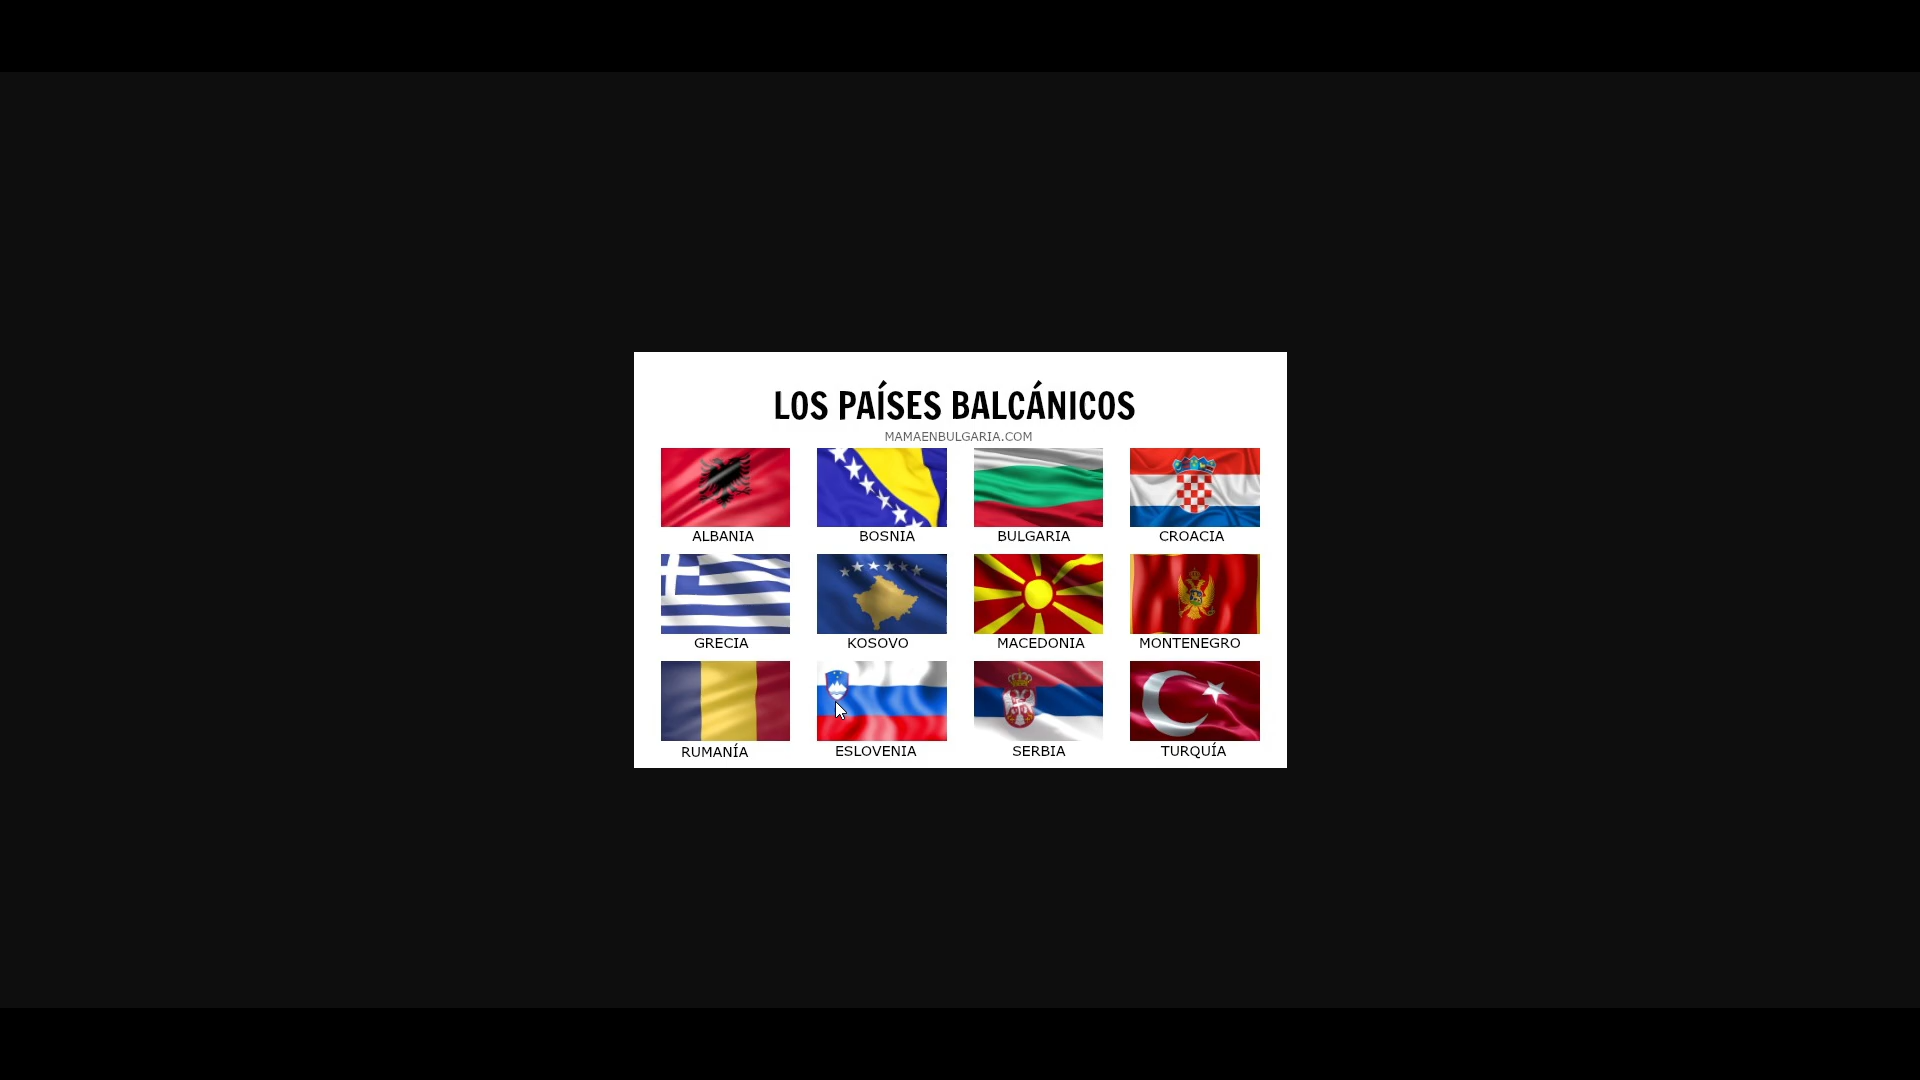 LOS PAÍSES BALCÁNICOS
MAMAENBULGARIA.COM
ALBANIA BOSNIA BULGARIA CROACIA
GRECIA KOSOVO MACEDONIA MONTENEGRO
RUMANÍA ESLOVENIA SERBIA TURQUÍA